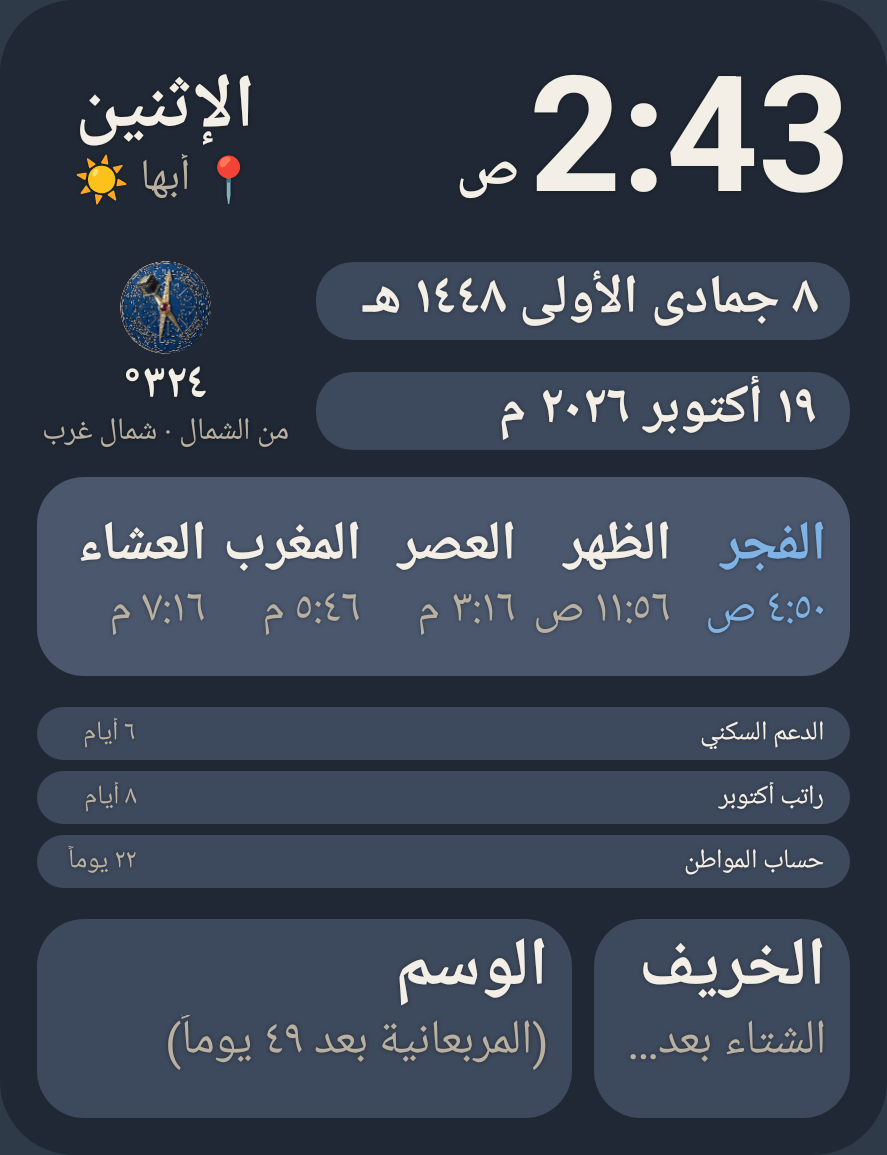 2:43 ص
الإثنين
📍 أبها ☀️
٨ جمادى الأولى ١٤٤٨ هـ
١٩ أكتوبر ٢٠٢٦ م
٣٢٤°
من الشمال · شمال غرب
الفجر الظهر العصر المغرب العشاء
٤:٥٠ ص ١١:٥٦ ص ٣:١٦ م ٥:٤٦ م ٧:١٦ م
الدعم السكني ٦ أيام
راتب أكتوبر ٨ أيام
حساب المواطن ٢٢ يوماً
الخريف
الشتاء بعد...
الوسم
(المربعانية بعد ٤٩ يوماً)